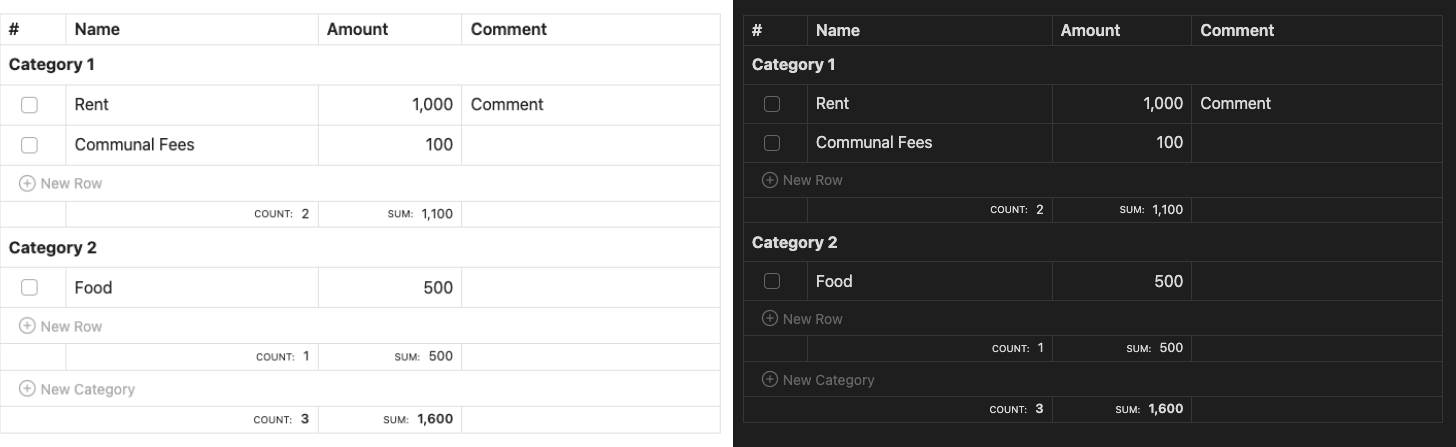 # Name Amount Comment
Category 1
Rent 1,000 Comment
Communal Fees 100
New Row
COUNT: 2 SUM: 1,100
Category 2
Food 500
New Row
COUNT: 1 SUM: 500
New Category
COUNT: 3 SUM: 1,600
# Name Amount Comment
Category 1
Rent 1,000 Comment
Communal Fees 100
New Row
COUNT: 2 SUM: 1,100
Category 2
Food 500
New Row
COUNT: 1 SUM: 500
New Category
COUNT: 3 SUM: 1,600